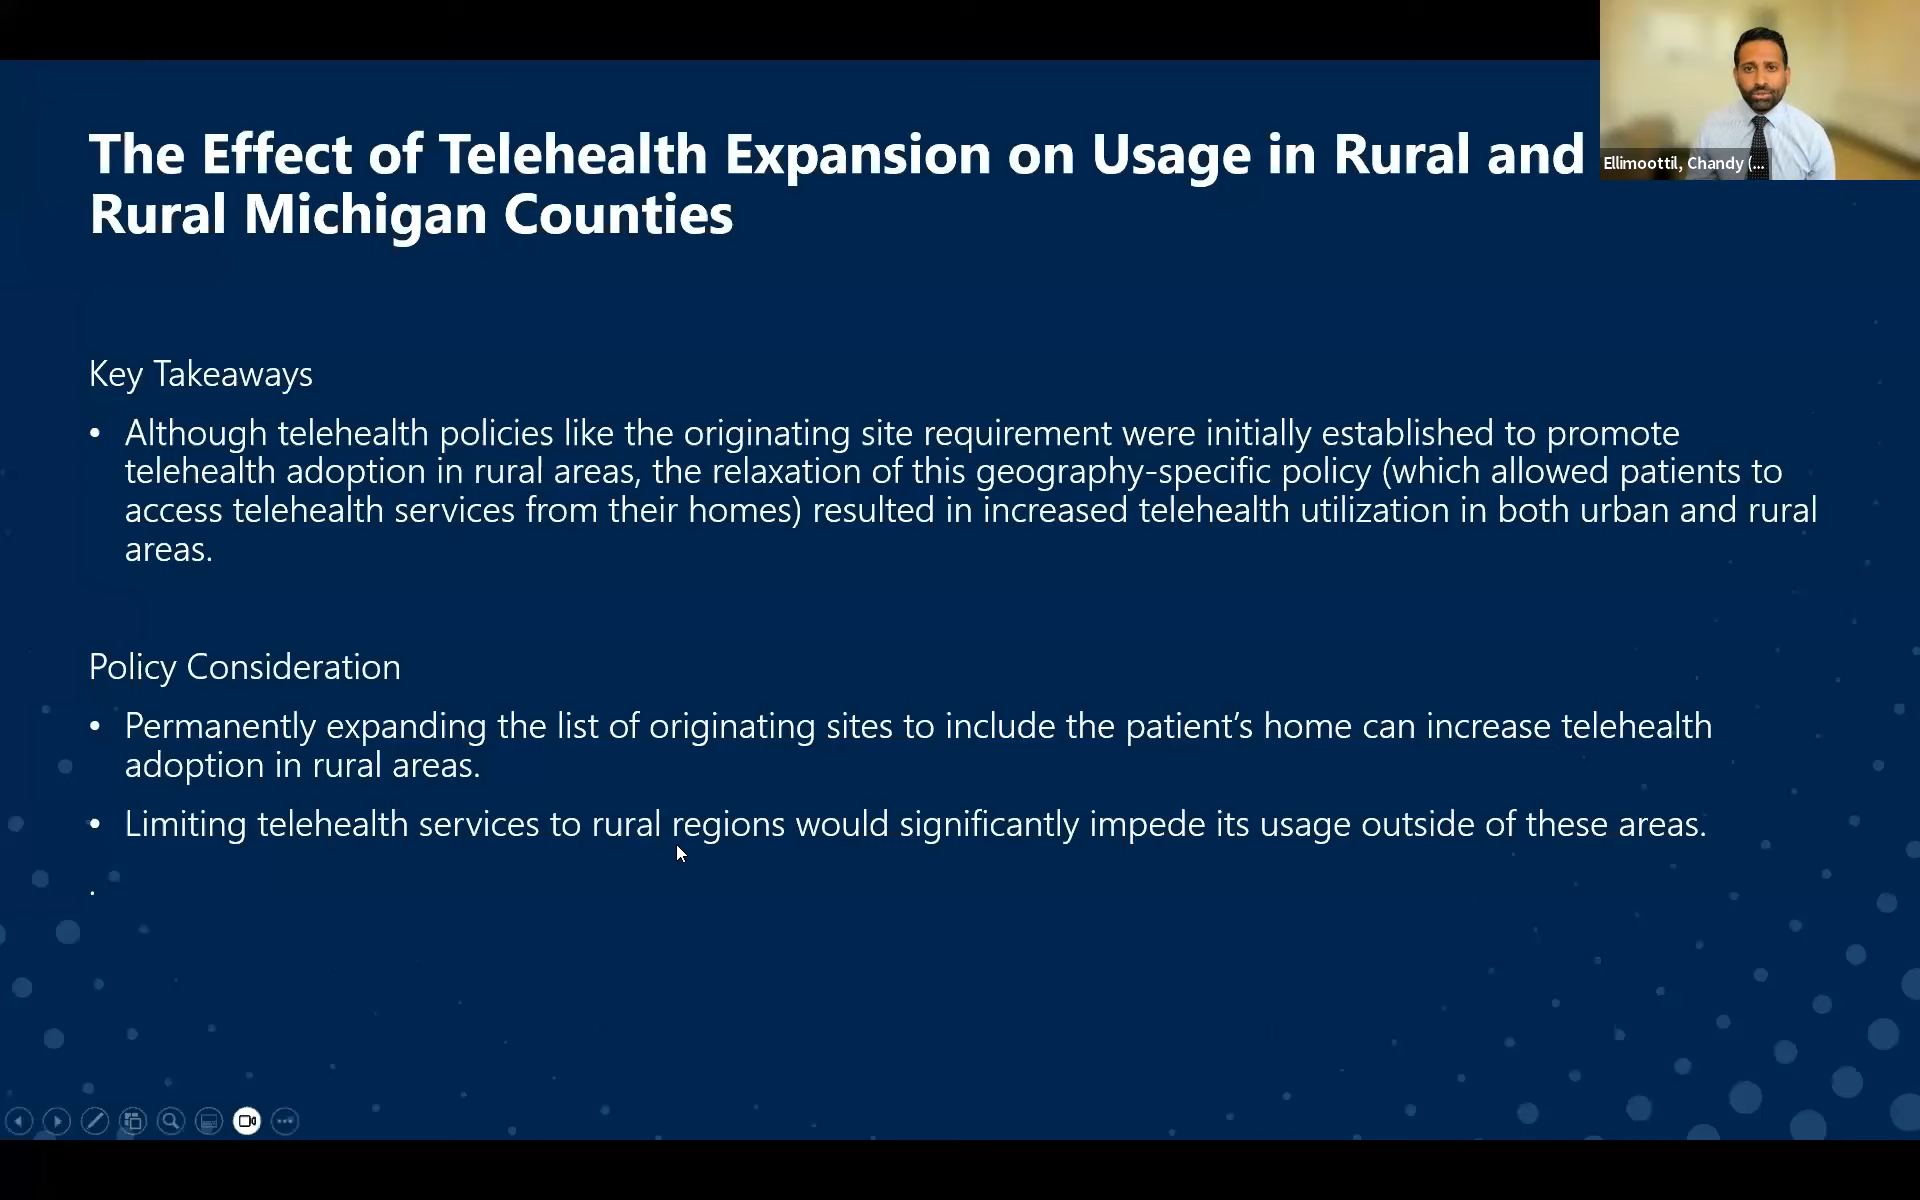 The Effect of Telehealth Expansion on Usage in Rural and
Rural Michigan Counties
Ellimoottil, Chandy (...
Key Takeaways
• Although telehealth policies like the originating site requirement were initially established to promote
telehealth adoption in rural areas, the relaxation of this geography-specific policy (which allowed patients to
access telehealth services from their homes) resulted in increased telehealth utilization in both urban and rural
areas.
Policy Consideration
• Permanently expanding the list of originating sites to include the patient’s home can increase telehealth
adoption in rural areas.
• Limiting telehealth services to rural regions would significantly impede its usage outside of these areas.
.